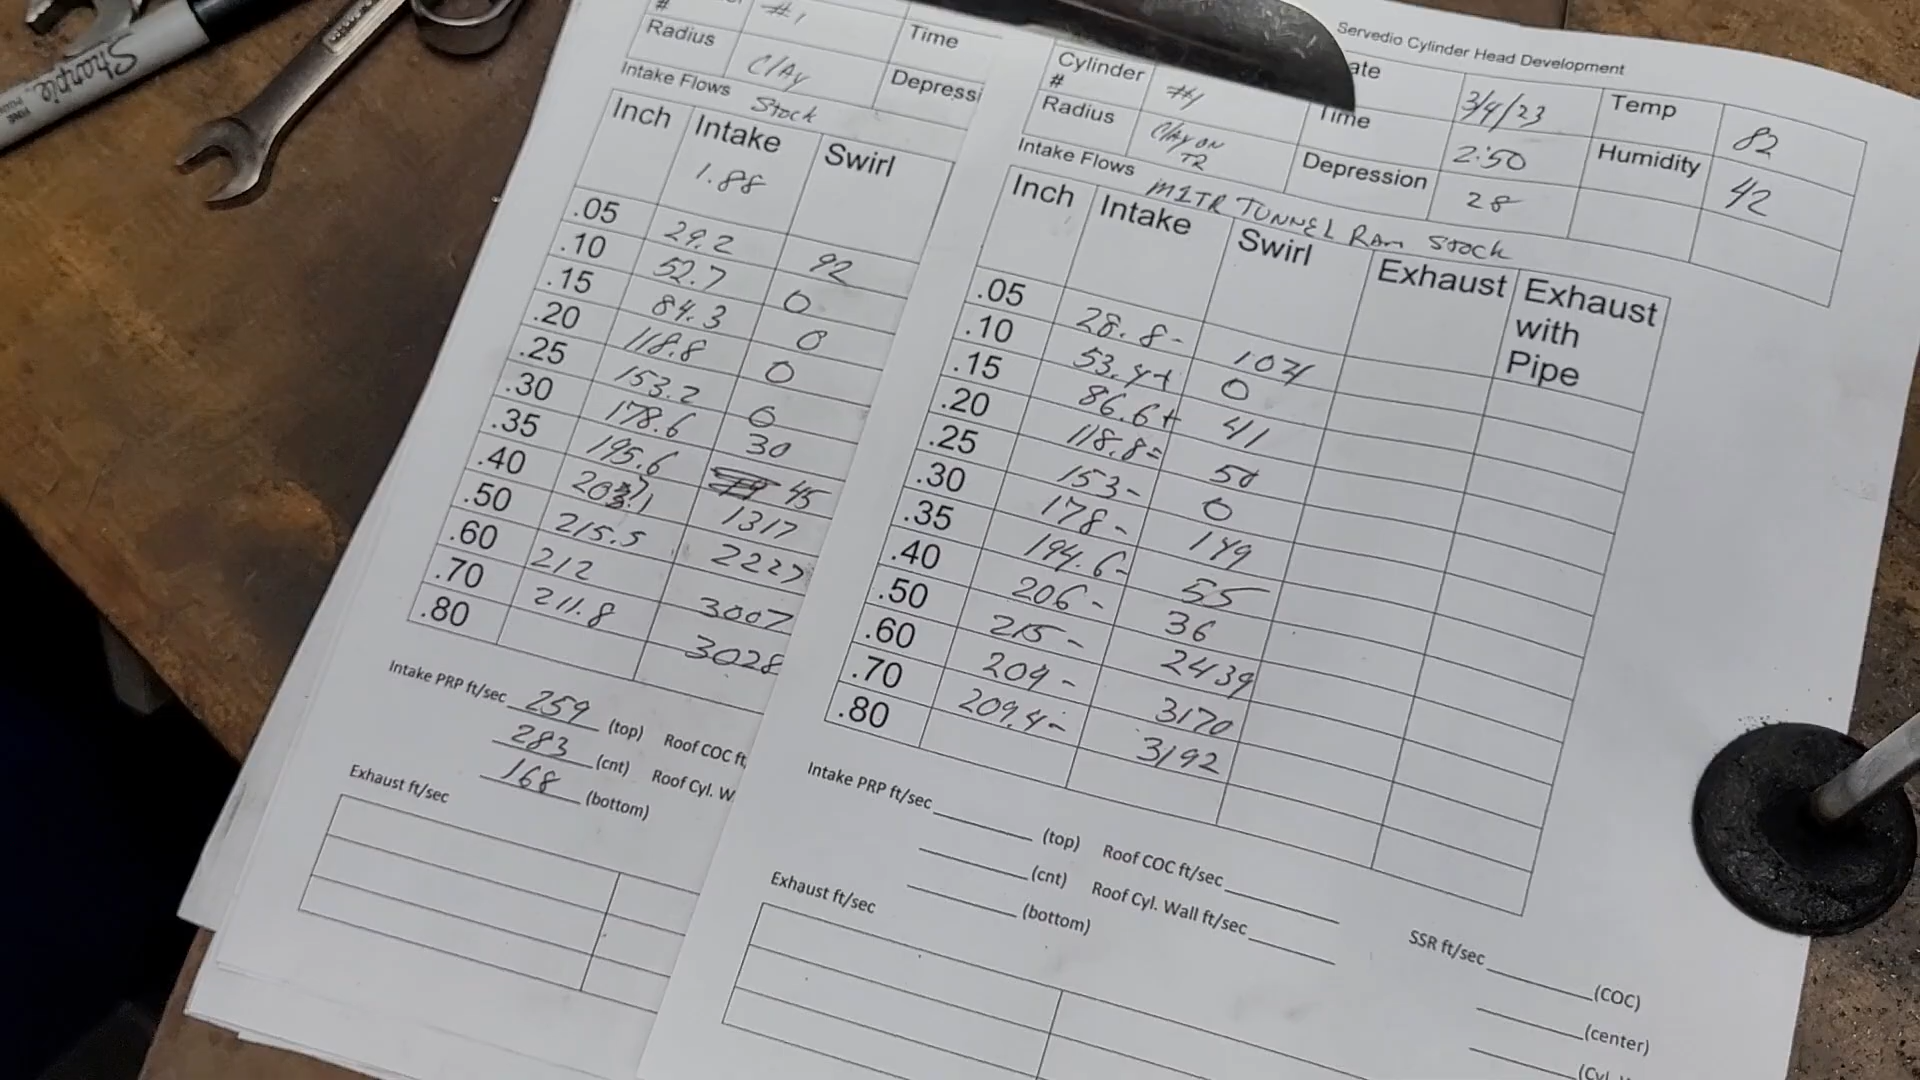 Sharpie
FINE
#
#1
Time
Radius
Clay
Depressi
Intake Flows Stock
Inch Intake Swirl
1.88
.05 29.2 92
.10 52.7 0
.15 84.3 0
.20 118.8 0
.25 153.2 0
.30 178.6 30
.35 195.6 45
.40 1317
.50 215.5 2227
.60 212 3007
.70 211.8 3028
.80
Intake PRP ft/sec 259 (top) Roof COC ft
283 (cnt) Roof Cyl. W
168 (bottom)
Exhaust ft/sec
Servedio Cylinder Head Development
Cylinder #1 ate 3/4/23 Temp 82
#
Radius Clay on Time 2:50 Humidity 42
TR
Depression 28
Intake Flows M1TR TUNNEL RAM STOCK
Inch Intake Swirl Exhaust Exhaust
with
Pipe
.05 28.8-
.10 53.4+ 0
.15 86.6+ 41
.20 118.8= 50
.25 153- 0
.30 178- 149
.35 194.6- 55
.40 206- 36
.50 215- 2439
.60 209- 3170
.70 209.4- 3192
.80
Intake PRP ft/sec (top) Roof COC ft/sec
(cnt) Roof Cyl. Wall ft/sec
(bottom)
Exhaust ft/sec
SSR ft/sec (COC)
(center)
(Cyl.